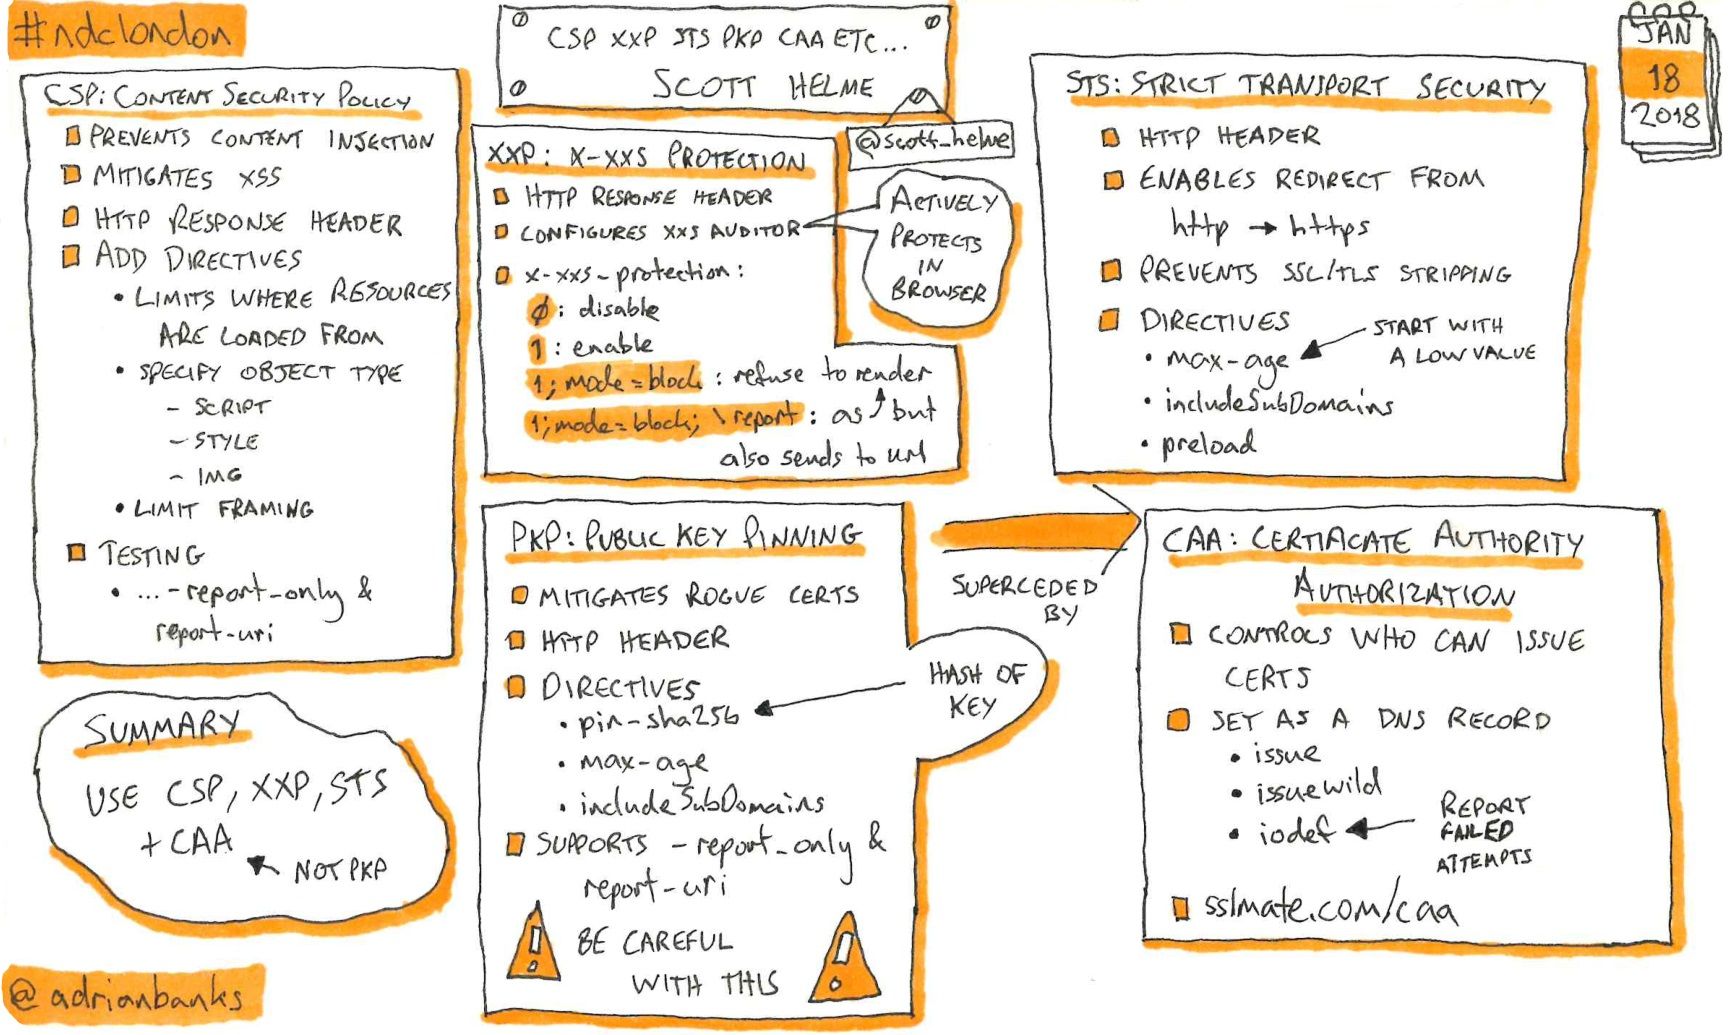 #ndclondon
CSP XXP STS PKP CAA ETC...
SCOTT HELME
@scott_helme
JAN
18
2018
CSP: CONTENT SECURITY POLICY
PREVENTS CONTENT INJECTION
MITIGATES XSS
HTTP RESPONSE HEADER
ADD DIRECTIVES
• LIMITS WHERE RESOURCES
ARE LOADED FROM
• SPECIFY OBJECT TYPE
- SCRIPT
- STYLE
- IMG
• LIMIT FRAMING
TESTING
• ...-report_only &
report-uri
XXP: X-XXS PROTECTION
HTTP RESPONSE HEADER
CONFIGURES XXS AUDITOR
ACTIVELY
PROTECTS
IN
BROWSER
x-xxs-protection:
0: disable
1: enable
1; mode=block: refuse to render
1; mode=block; \report: as but
also sends to url
STS: STRICT TRANSPORT SECURITY
HTTP HEADER
ENABLES REDIRECT FROM
http → https
PREVENTS SSL/TLS STRIPPING
DIRECTIVES
• max-age
START WITH
A LOW VALUE
• includeSubDomains
• preload
PKP: PUBLIC KEY PINNING
MITIGATES ROGUE CERTS
HTTP HEADER
DIRECTIVES
• pin-sha256
HASH OF
KEY
• max-age
• includeSubDomains
SUPPORTS -report_only &
report-uri
BE CAREFUL
WITH THIS
SUPERCEDED
BY
CAA: CERTIFICATE AUTHORITY
AUTHORIZATION
CONTROLS WHO CAN ISSUE
CERTS
SET AS A DNS RECORD
• issue
• issuewild
• iodef
REPORT
FAILED
ATTEMPTS
sslmate.com/caa
SUMMARY
USE CSP, XXP, STS
+ CAA
NOT PKP
@adrianbanks